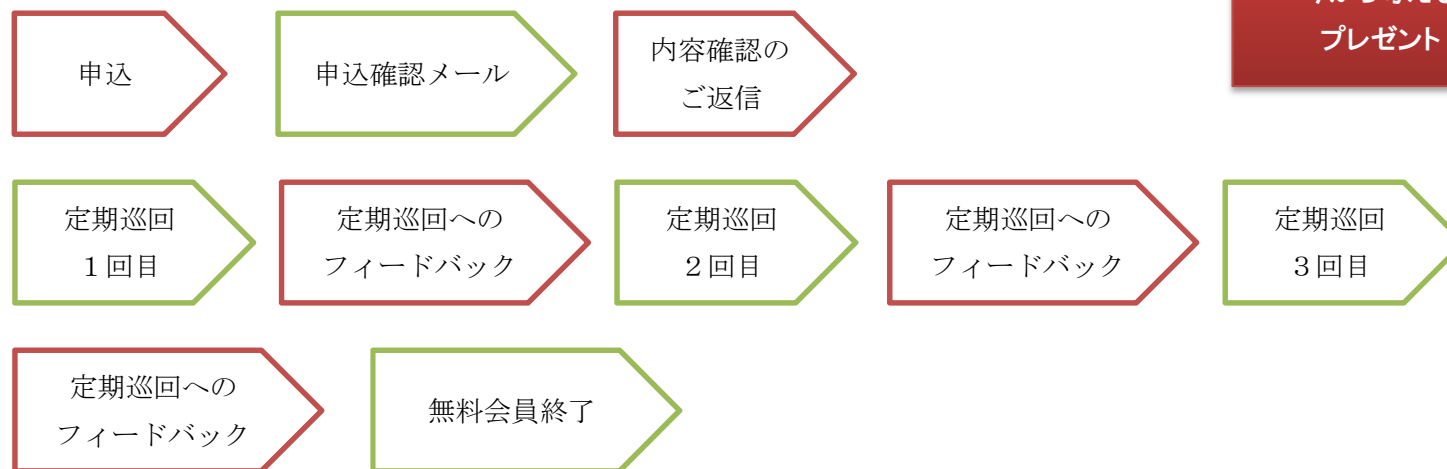 プレゼント
申込
申込確認メール
内容確認の
ご返信
定期巡回
１回目
定期巡回への
フィードバック
定期巡回
２回目
定期巡回への
フィードバック
定期巡回
３回目
定期巡回への
フィードバック
無料会員終了